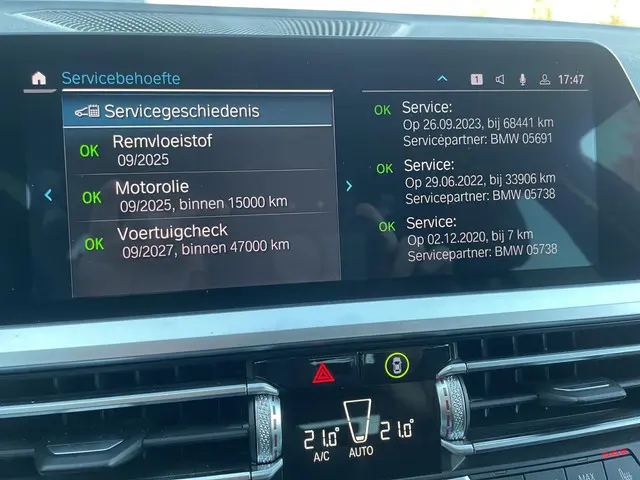 Servicebehoefte
1
17:47
Servicegeschiedenis
OK Remvloeistof
09/2025
OK Motorolie
09/2025, binnen 15000 km
OK Voertuigcheck
09/2027, binnen 47000 km
OK Service:
Op 26.09.2023, bij 68441 km
Servicepartner: BMW 05691
OK Service:
Op 29.06.2022, bij 33906 km
Servicepartner: BMW 05738
OK Service:
Op 02.12.2020, bij 7 km
Servicepartner: BMW 05738
21.0° 21.0°
A/C AUTO
MAX